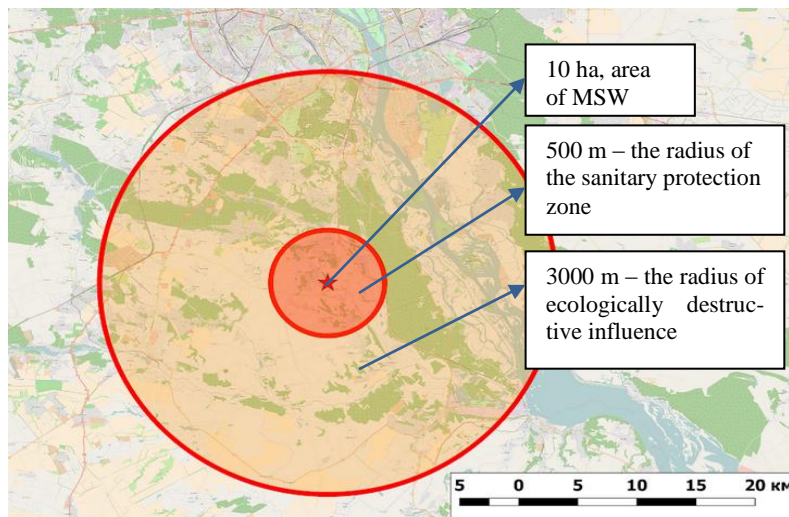 10 ha, area
of MSW
500 m – the radius of
the sanitary protection
zone
3000 m – the radius of
ecologically destruc-
tive influence
5 0 5 10 15 20 км